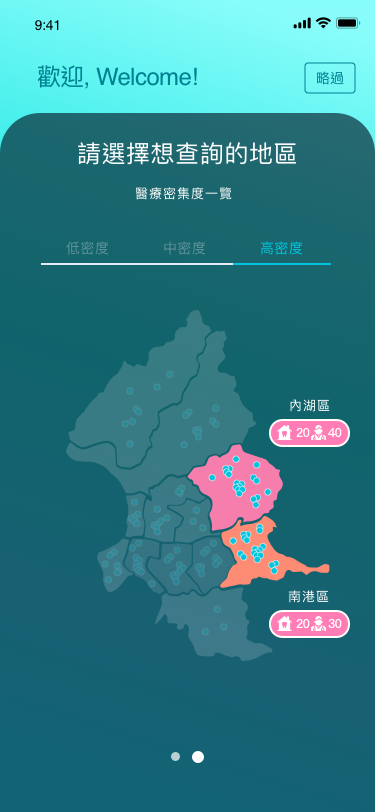 9:41
歡迎, Welcome!
略過
請選擇想查詢的地區
醫療密集度一覽
低密度
中密度
高密度
內湖區
20 40
南港區
20 30